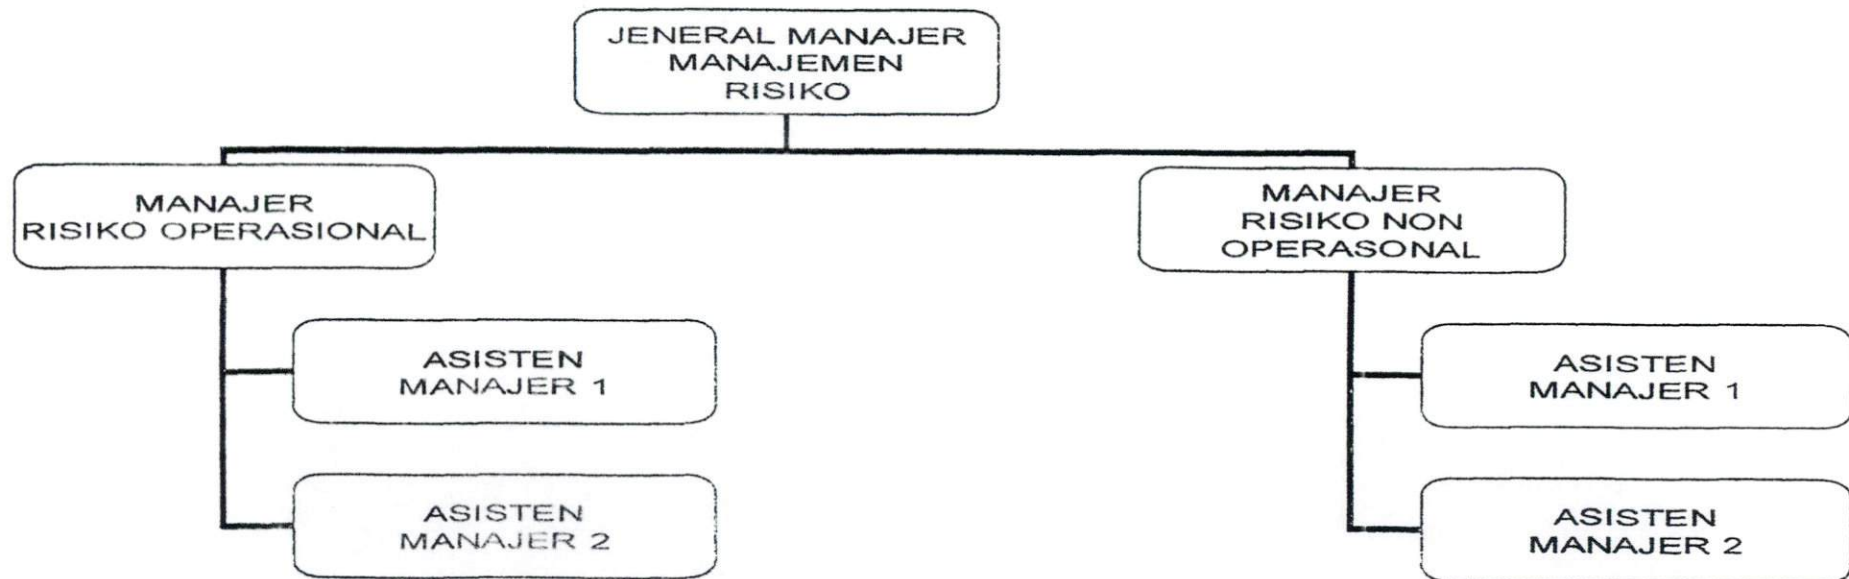 JENERAL MANAJER
MANAJEMEN
RISIKO
MANAJER
RISIKO OPERASIONAL
MANAJER
RISIKO NON
OPERASONAL
ASISTEN
MANAJER 1
ASISTEN
MANAJER 1
ASISTEN
MANAJER 2
ASISTEN
MANAJER 2